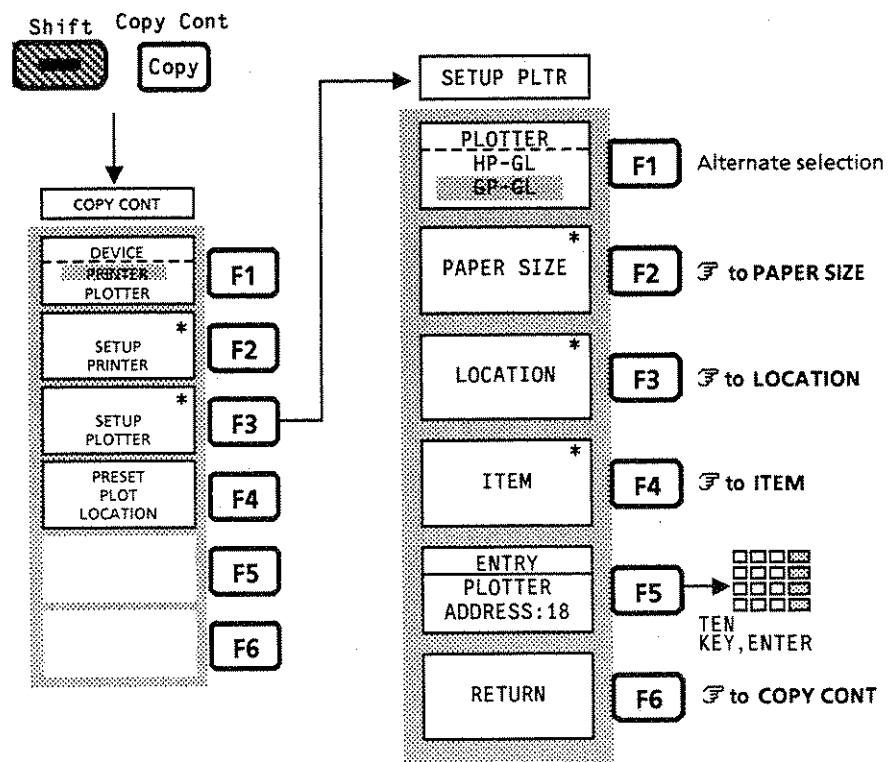 Shift Copy Cont
Copy
COPY CONT
DEVICE
PRINTER
PLOTTER
F1
*
SETUP
PRINTER
F2
*
SETUP
PLOTTER
F3
PRESET
PLOT
LOCATION
F4
F5
F6
SETUP PLTR
PLOTTER
HP-GL
GP-GL
F1 Alternate selection
*
PAPER SIZE
F2 ☞ to PAPER SIZE
*
LOCATION
F3 ☞ to LOCATION
*
ITEM
F4 ☞ to ITEM
ENTRY
PLOTTER
ADDRESS:18
F5
TEN
KEY,ENTER
RETURN
F6 ☞ to COPY CONT